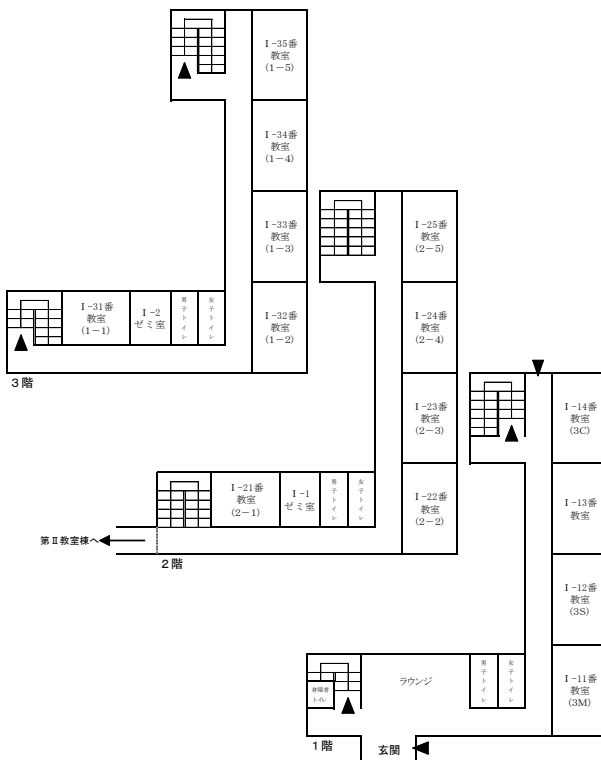 Ⅰ-35番
教室
(1-5)
Ⅰ-34番
教室
(1-4)
Ⅰ-33番
教室
(1-3)
Ⅰ-31番
教室
(1-1)
Ⅰ-2
ゼミ室
男子トイレ
女子トイレ
Ⅰ-32番
教室
(1-2)
3階
Ⅰ-25番
教室
(2-5)
Ⅰ-24番
教室
(2-4)
Ⅰ-23番
教室
(2-3)
Ⅰ-21番
教室
(2-1)
Ⅰ-1
ゼミ室
男子トイレ
女子トイレ
Ⅰ-22番
教室
(2-2)
第Ⅱ教室棟へ
2階
Ⅰ-14番
教室
(3C)
Ⅰ-13番
教室
Ⅰ-12番
教室
(3S)
身障者
トイレ
ラウンジ
男子トイレ
女子トイレ
Ⅰ-11番
教室
(3M)
1階
玄関